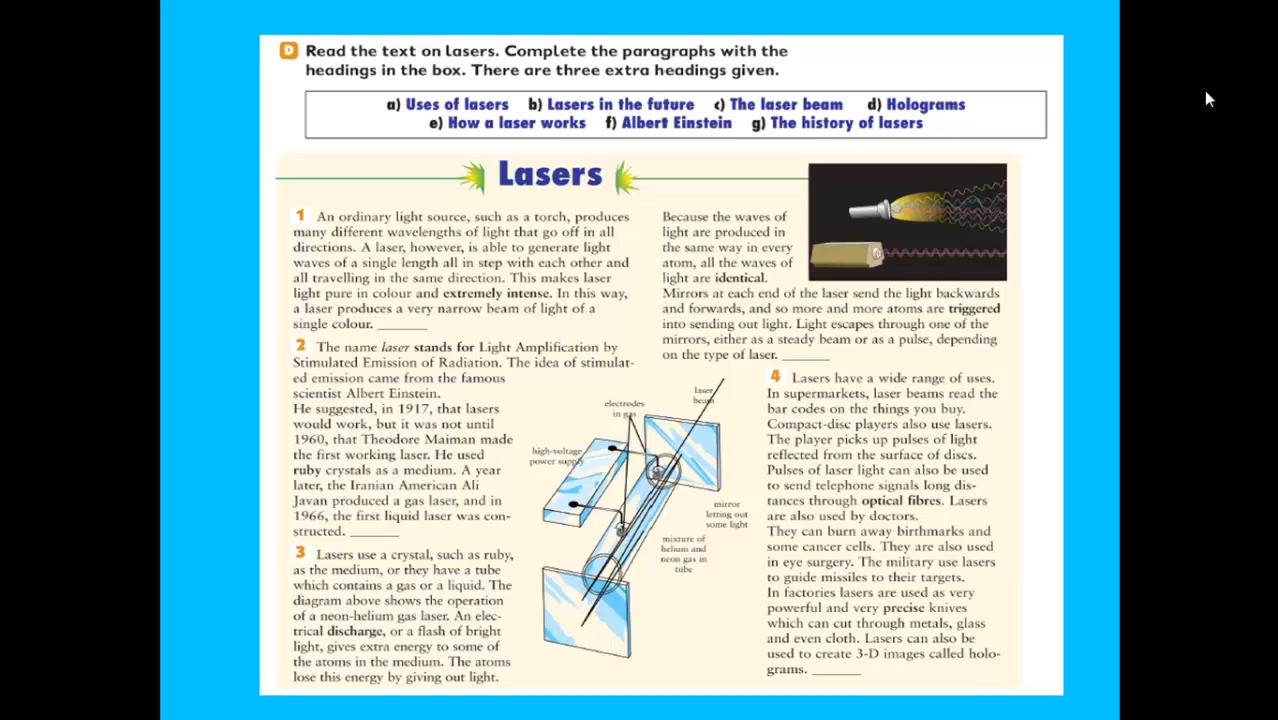 D Read the text on lasers. Complete the paragraphs with the
headings in the box. There are three extra headings given.
a) Uses of lasers b) Lasers in the future c) The laser beam d) Holograms
e) How a laser works f) Albert Einstein g) The history of lasers
Lasers
1 An ordinary light source, such as a torch, produces
many different wavelengths of light that go off in all
directions. A laser, however, is able to generate light
waves of a single length all in step with each other and
all travelling in the same direction. This makes laser
light pure in colour and extremely intense. In this way,
a laser produces a very narrow beam of light of a
single colour. ________
2 The name laser stands for Light Amplification by
Stimulated Emission of Radiation. The idea of stimulat-
ed emission came from the famous
scientist Albert Einstein.
He suggested, in 1917, that lasers
would work, but it was not until
1960, that Theodore Maiman made
the first working laser. He used
ruby crystals as a medium. A year
later, the Iranian American Ali
Javan produced a gas laser, and in
1966, the first liquid laser was con-
structed. ________
3 Lasers use a crystal, such as ruby,
as the medium, or they have a tube
which contains a gas or a liquid. The
diagram above shows the operation
of a neon-helium gas laser. An elec-
trical discharge, or a flash of bright
light, gives extra energy to some of
the atoms in the medium. The atoms
lose this energy by giving out light.
Because the waves of
light are produced in
the same way in every
atom, all the waves of
light are identical.
Mirrors at each end of the laser send the light backwards
and forwards, and so more and more atoms are triggered
into sending out light. Light escapes through one of the
mirrors, either as a steady beam or as a pulse, depending
on the type of laser. ________
laser
beam
electrodes
in gas
high-voltage
power supply
mirror
letting out
some light
mixture of
helium and
neon gas in
tube
4 Lasers have a wide range of uses.
In supermarkets, laser beams read the
bar codes on the things you buy.
Compact-disc players also use lasers.
The player picks up pulses of light
reflected from the surface of discs.
Pulses of laser light can also be used
to send telephone signals long dis-
tances through optical fibres. Lasers
are also used by doctors.
They can burn away birthmarks and
some cancer cells. They are also used
in eye surgery. The military use lasers
to guide missiles to their targets.
In factories lasers are used as very
powerful and very precise knives
which can cut through metals, glass
and even cloth. Lasers can also be
used to create 3-D images called holo-
grams. ________